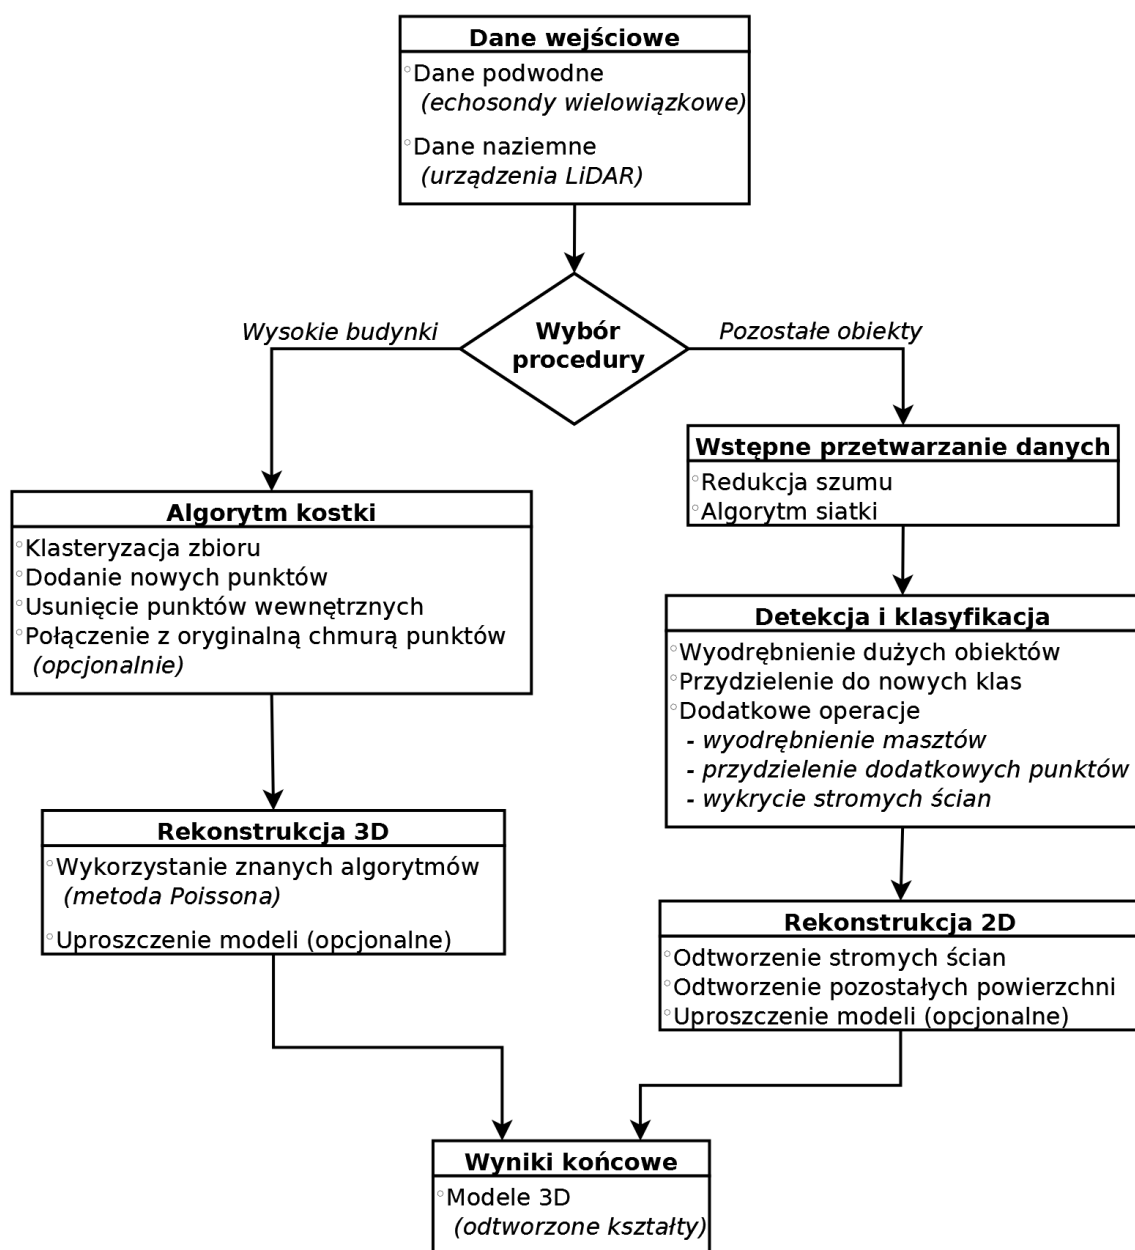 Dane wejściowe
Dane podwodne
(echosondy wielowiązkowe)
Dane naziemne
(urządzenia LiDAR)
Wybór
procedury
Wysokie budynki
Pozostałe obiekty
Algorytm kostki
Klasteryzacja zbioru
Dodanie nowych punktów
Usunięcie punktów wewnętrznych
Połączenie z oryginalną chmurą punktów
(opcjonalnie)
Rekonstrukcja 3D
Wykorzystanie znanych algorytmów
(metoda Poissona)
Uproszczenie modeli (opcjonalne)
Wstępne przetwarzanie danych
Redukcja szumu
Algorytm siatki
Detekcja i klasyfikacja
Wyodrębnienie dużych obiektów
Przydzielenie do nowych klas
Dodatkowe operacje
- wyodrębnienie masztów
- przydzielenie dodatkowych punktów
- wykrycie stromych ścian
Rekonstrukcja 2D
Odtworzenie stromych ścian
Odtworzenie pozostałych powierzchni
Uproszczenie modeli (opcjonalne)
Wyniki końcowe
Modele 3D
(odtworzone kształty)